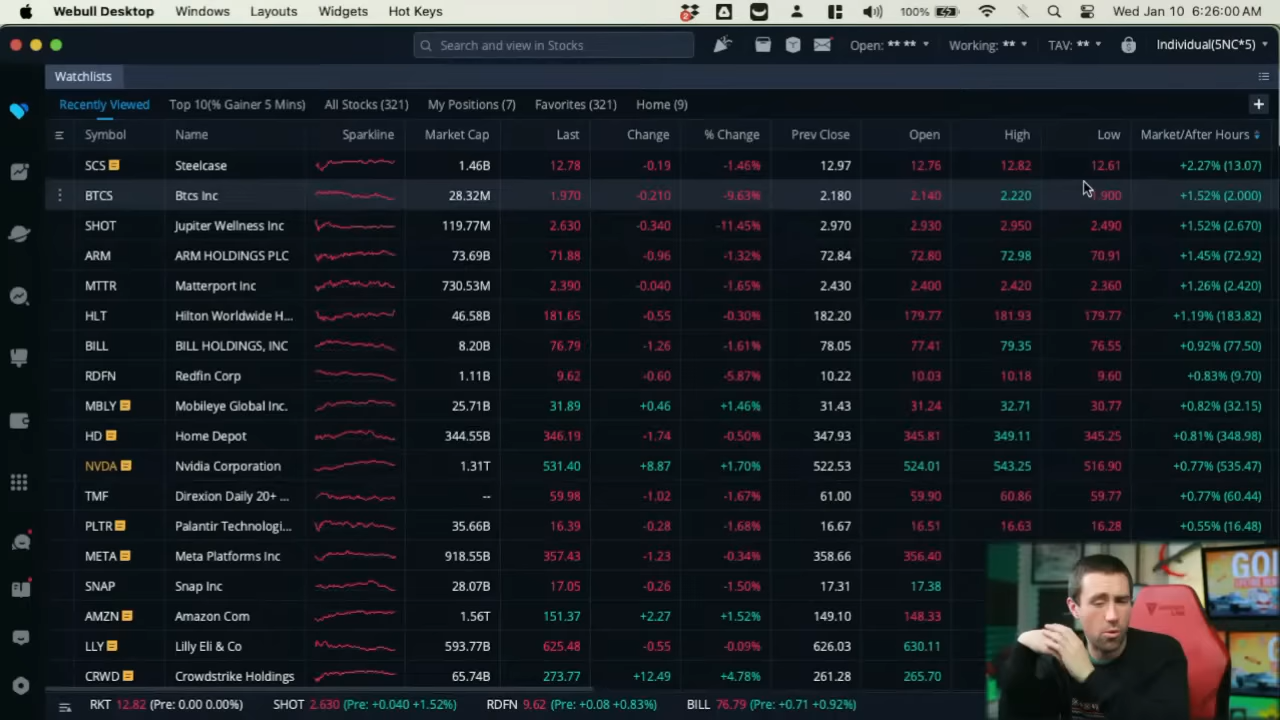 Webull Desktop Windows Layouts Widgets Hot Keys 2 100% Wed Jan 10 6:26:00 AM
Search and view in Stocks Open: ** ** Working: ** TAV: ** Individual(5NC*5)
Watchlists
Recently Viewed Top 10(% Gainer 5 Mins) All Stocks (321) My Positions (7) Favorites (321) Home (9)
Symbol Name Sparkline Market Cap Last Change % Change Prev Close Open High Low Market/After Hours
SCS Steelcase 1.46B 12.78 -0.19 -1.46% 12.97 12.76 12.82 12.61 +2.27% (13.07)
BTCS Btcs Inc 28.32M 1.970 -0.210 -9.63% 2.180 2.140 2.220 1.900 +1.52% (2.000)
SHOT Jupiter Wellness Inc 119.77M 2.630 -0.340 -11.45% 2.970 2.930 2.950 2.490 +1.52% (2.670)
ARM ARM HOLDINGS PLC 73.69B 71.88 -0.96 -1.32% 72.84 72.80 72.98 70.91 +1.45% (72.92)
MTTR Matterport Inc 730.53M 2.390 -0.040 -1.65% 2.430 2.400 2.420 2.360 +1.26% (2.420)
HLT Hilton Worldwide H... 46.58B 181.65 -0.55 -0.30% 182.20 179.77 181.93 179.77 +1.19% (183.82)
BILL BILL HOLDINGS, INC 8.20B 76.79 -1.26 -1.61% 78.05 77.41 79.35 76.55 +0.92% (77.50)
RDFN Redfin Corp 1.11B 9.62 -0.60 -5.87% 10.22 10.03 10.18 9.60 +0.83% (9.70)
MBLY Mobileye Global Inc. 25.71B 31.89 +0.46 +1.46% 31.43 31.24 32.71 30.77 +0.82% (32.15)
HD Home Depot 344.55B 346.19 -1.74 -0.50% 347.93 345.81 349.11 345.25 +0.81% (348.98)
NVDA Nvidia Corporation 1.31T 531.40 +8.87 +1.70% 522.53 524.01 543.25 516.90 +0.77% (535.47)
TMF Direxion Daily 20+ ... -- 59.98 -1.02 -1.67% 61.00 59.90 60.86 59.77 +0.77% (60.44)
PLTR Palantir Technologi... 35.66B 16.39 -0.28 -1.68% 16.67 16.51 16.63 16.28 +0.55% (16.48)
META Meta Platforms Inc 918.55B 357.43 -1.23 -0.34% 358.66 356.40
SNAP Snap Inc 28.07B 17.05 -0.26 -1.50% 17.31 17.38
AMZN Amazon Com 1.56T 151.37 +2.27 +1.52% 149.10 148.33
LLY Lilly Eli & Co 593.77B 625.48 -0.55 -0.09% 626.03 630.11
CRWD Crowdstrike Holdings 65.74B 273.77 +12.49 +4.78% 261.28 265.70
RKT 12.82 (Pre: 0.00 0.00%) SHOT 2.630 (Pre: +0.040 +1.52%) RDFN 9.62 (Pre: +0.08 +0.83%) BILL 76.79 (Pre: +0.71 +0.92%)
GO!